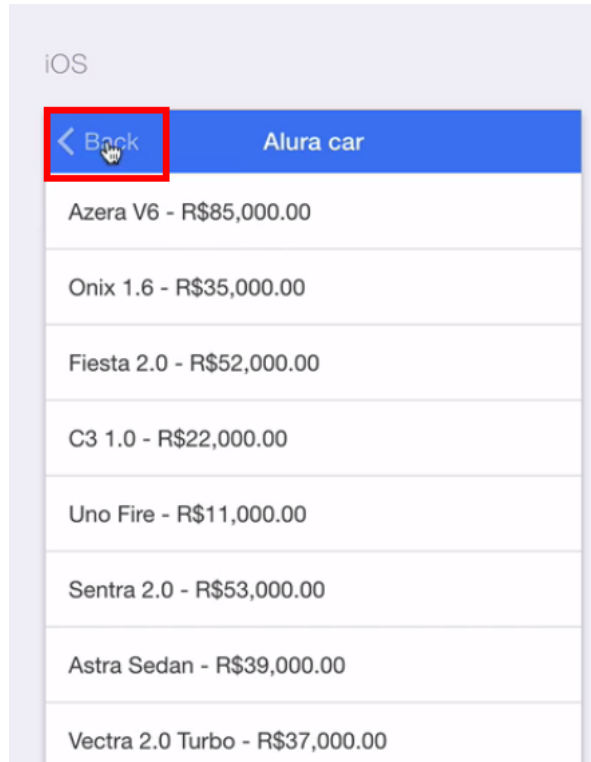 iOS
Back Alura car
Azera V6 - R$85,000.00
Onix 1.6 - R$35,000.00
Fiesta 2.0 - R$52,000.00
C3 1.0 - R$22,000.00
Uno Fire - R$11,000.00
Sentra 2.0 - R$53,000.00
Astra Sedan - R$39,000.00
Vectra 2.0 Turbo - R$37,000.00